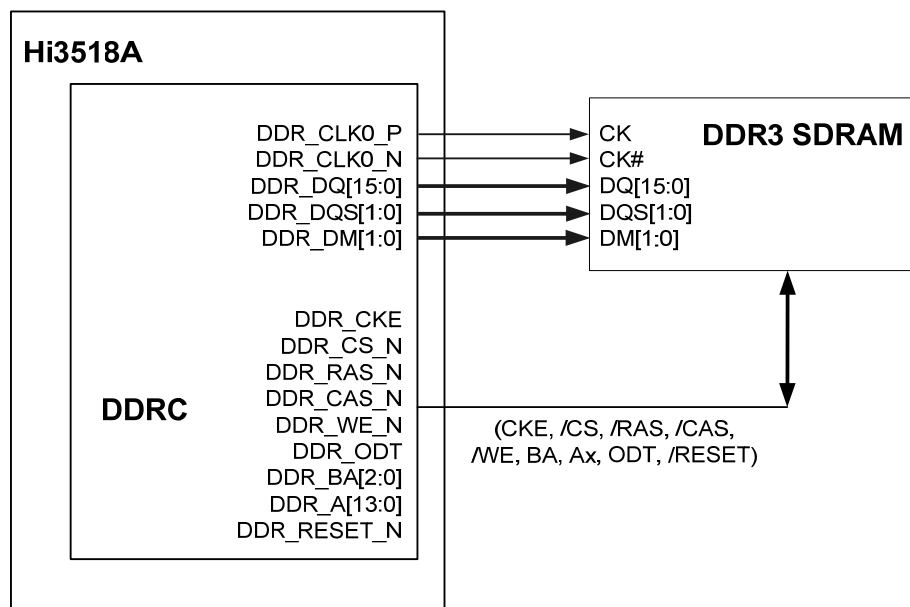 Hi3518A
DDR_CLK0_P
DDR_CLK0_N
DDR_DQ[15:0]
DDR_DQS[1:0]
DDR_DM[1:0]
DDR_CKE
DDR_CS_N
DDR_RAS_N
DDR_CAS_N
DDR_WE_N
DDR_ODT
DDR_BA[2:0]
DDR_A[13:0]
DDR_RESET_N
DDRC
CK
CK#
DQ[15:0]
DQS[1:0]
DM[1:0]
DDR3 SDRAM
(CKE, /CS, /RAS, /CAS,
/WE, BA, Ax, ODT, /RESET)